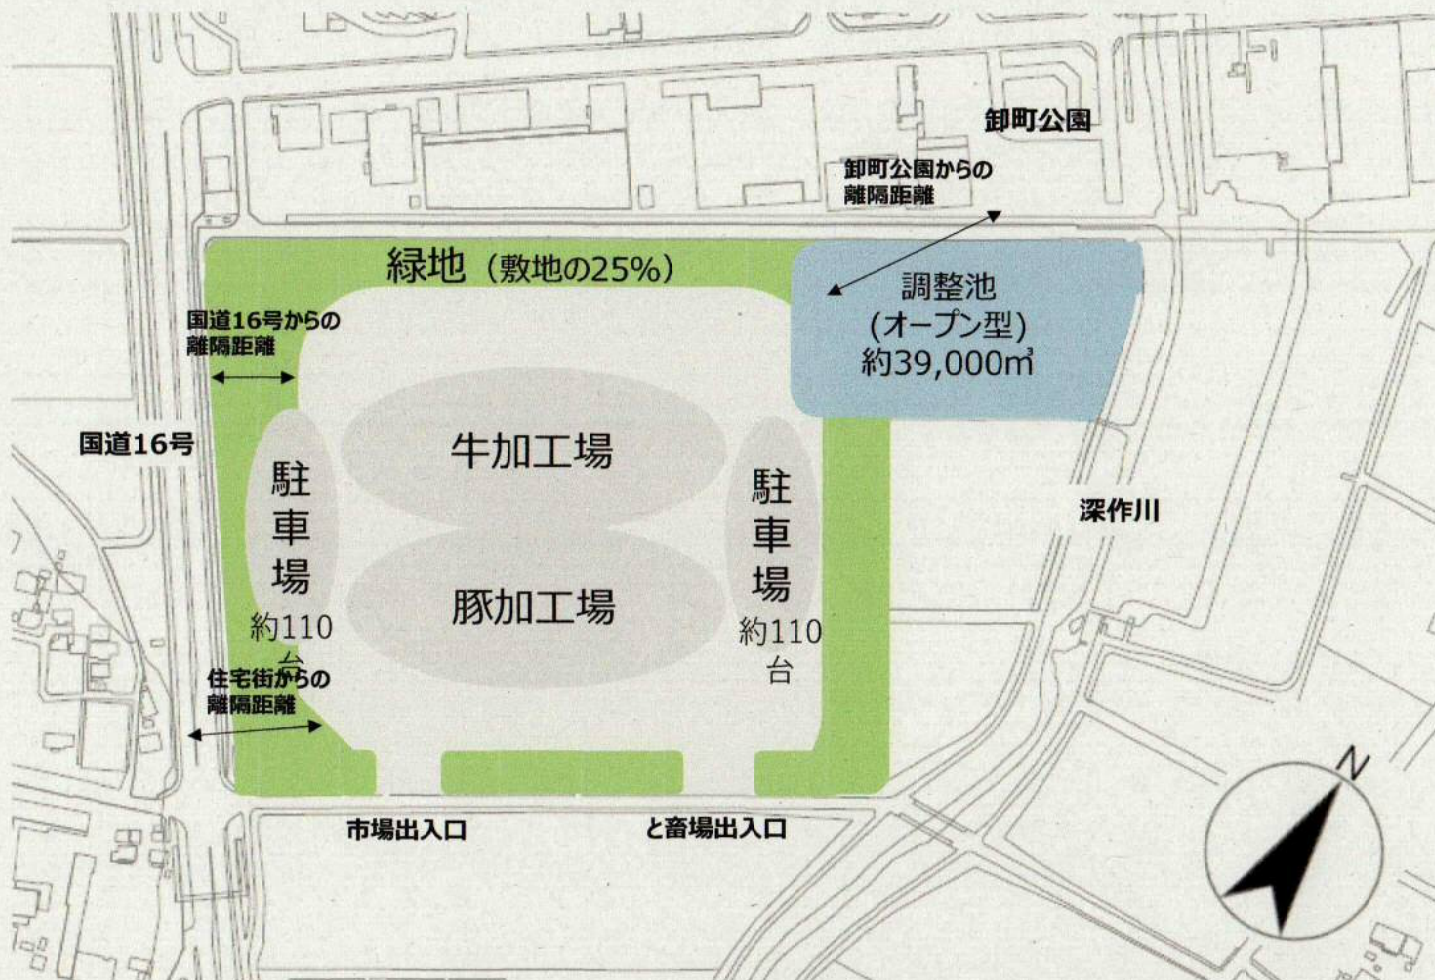 卸町公園
卸町公園からの
離隔距離
緑地（敷地の25%）
調整池
(オープン型)
約39,000㎥
国道16号からの
離隔距離
国道16号
牛加工場
駐
車
場
約110
台
駐
車
場
約110
台
豚加工場
深作川
住宅街からの
離隔距離
市場出入口
と畜場出入口
N